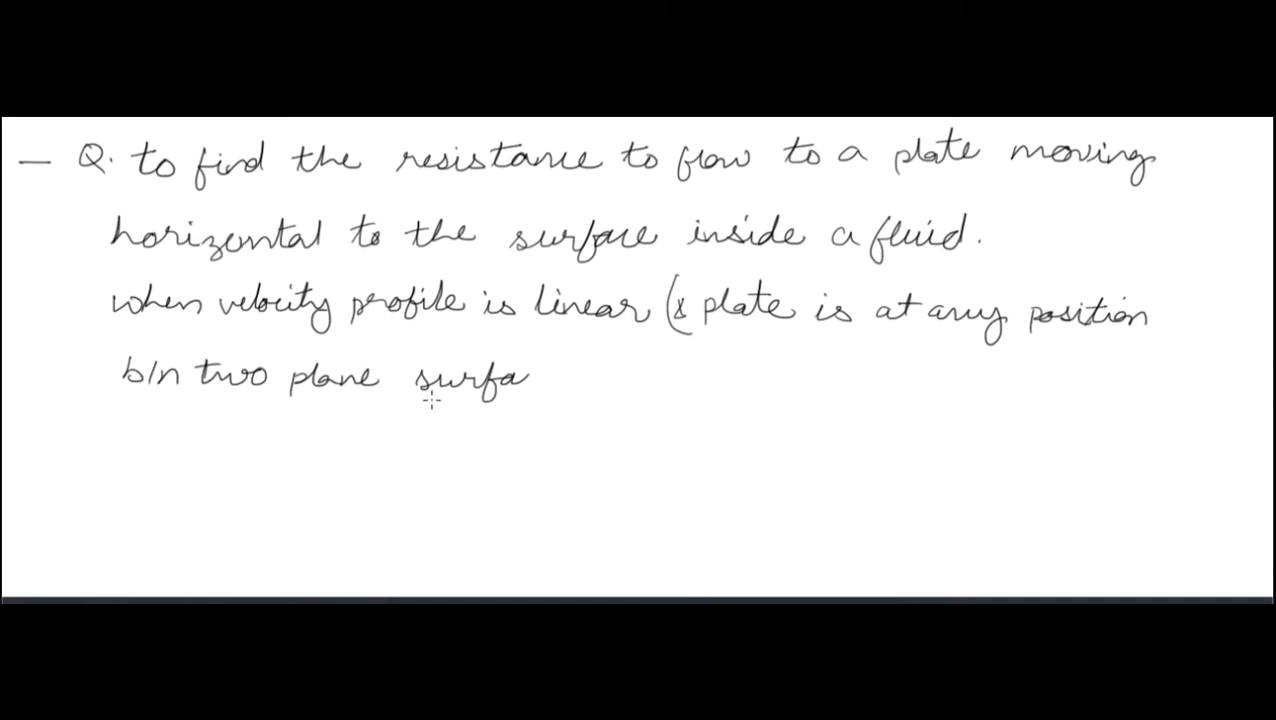 — Q. to find the resistance to flow to a plate moving
horizontal to the surface inside a fluid.
when velocity profile is linear (& plate is at any position
b/n two plane surfa